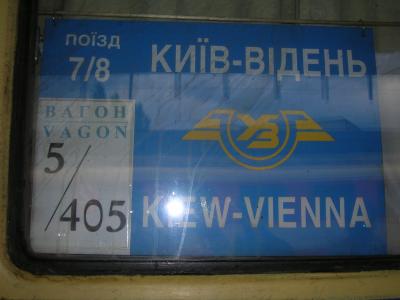 поїзд
7/8
КИЇВ-ВІДЕНЬ
ВАГОН
VAGON
5/405
УЗ
KIEW-VIENNA